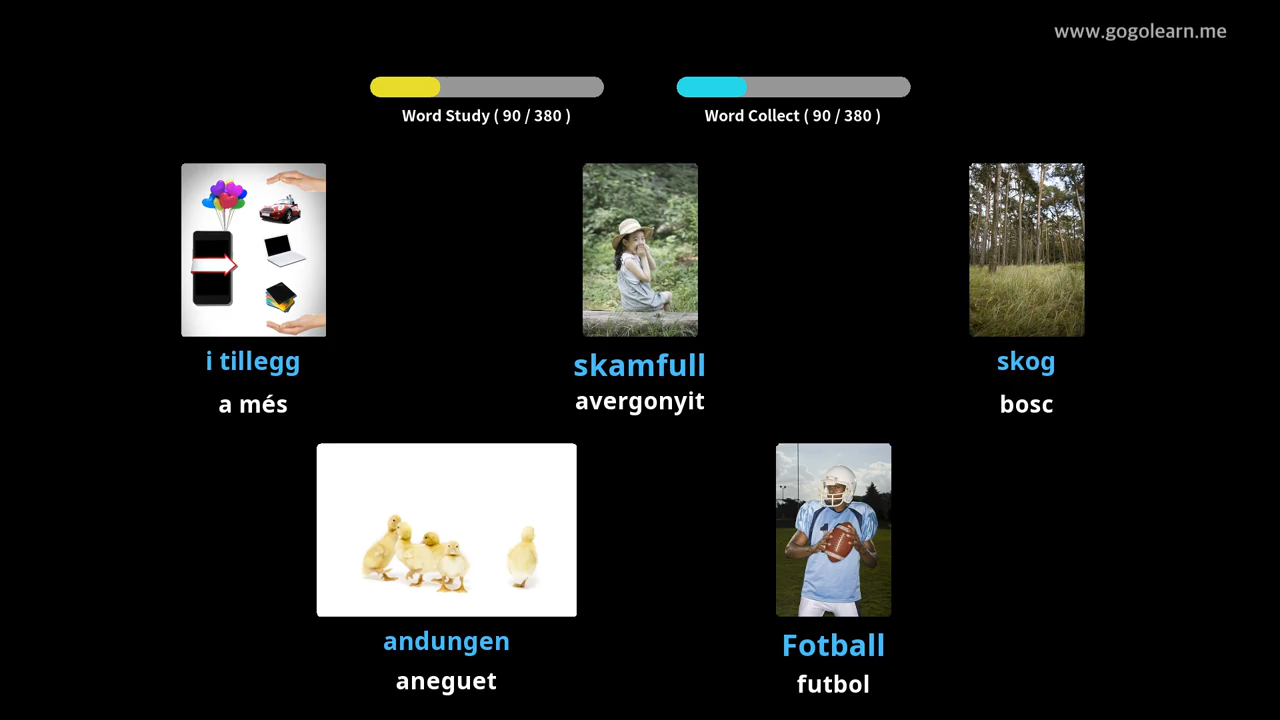 www.gogolearn.me
Word Study ( 90 / 380 )
Word Collect ( 90 / 380 )
i tillegg
a més
skamfull
avergonyit
skog
bosc
andungen
aneguet
Fotball
futbol